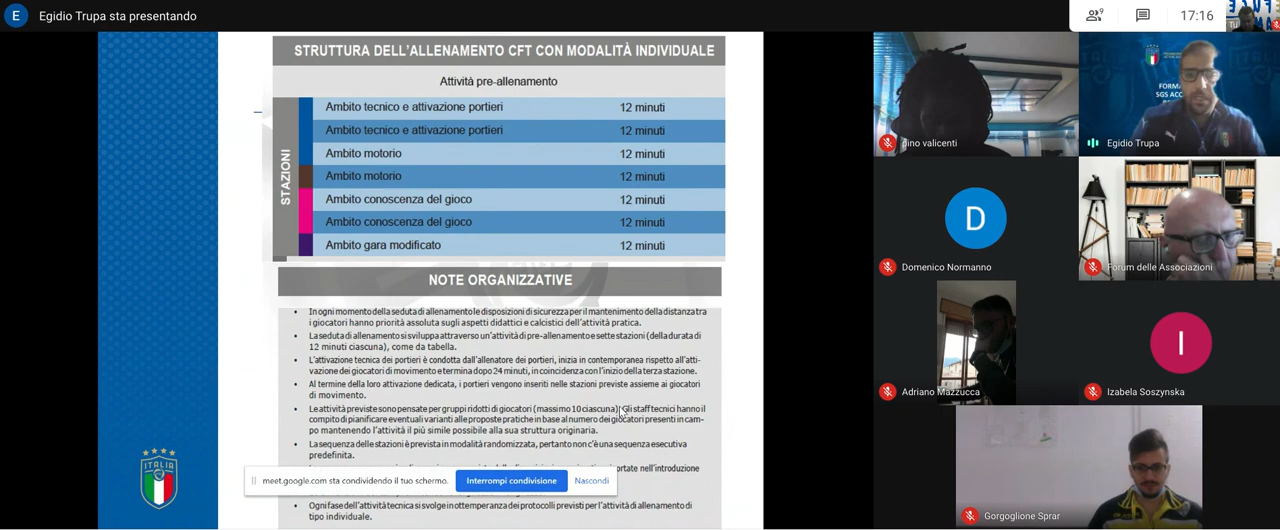 E Egidio Trupa sta presentando
9
17:16
Tu
STRUTTURA DELL'ALLENAMENTO CFT CON MODALITÀ INDIVIDUALE
Attività pre-allenamento
STAZIONI
Ambito tecnico e attivazione portieri 12 minuti
Ambito tecnico e attivazione portieri 12 minuti
Ambito motorio 12 minuti
Ambito motorio 12 minuti
Ambito conoscenza del gioco 12 minuti
Ambito conoscenza del gioco 12 minuti
Ambito gara modificato 12 minuti
NOTE ORGANIZZATIVE
• In ogni momento della seduta di allenamento le disposizioni di sicurezza per il mantenimento della distanza tra
i giocatori hanno priorità assoluta sugli aspetti didattici e calcistici dell'attività pratica.
• La seduta di allenamento si sviluppa attraverso un'attività di pre-allenamento e sette stazioni (della durata di
12 minuti ciascuna), come da tabella.
• L'attivazione tecnica dei portieri è condotta dall'allenatore dei portieri, inizia in contemporanea rispetto all'atti-
vazione dei giocatori di movimento e termina dopo 24 minuti, in coincidenza con l'inizio della terza stazione.
• Al termine della loro attivazione dedicata, i portieri vengono inseriti nelle stazioni previste assieme ai giocatori
di movimento.
• Le attività previste sono pensate per gruppi ridotti di giocatori (massimo 10 ciascuna), gli staff tecnici hanno il
compito di pianificare eventuali varianti alle proposte pratiche in base al numero dei giocatori presenti in cam-
po mantenendo l'attività il più simile possibile alla sua struttura originaria.
• La sequenza delle stazioni è prevista in modalità randomizzata, pertanto non c'è una sequenza esecutiva
predefinita.
nell'introduzione
meet.google.com sta condividendo il tuo schermo. Interrompi condivisione Nascondi
• Ogni fase dell'attività tecnica si svolge in ottemperanza dei protocolli previsti per l'attività di allenamento di
tipo individuale.
ITALIA
dino valicenti
FORMA
SGS ACC
Egidio Trupa
D
Domenico Normanno
Forum delle Associazioni
Adriano Mazzucca
I
Izabela Soszynska
Gorgoglione Sprar